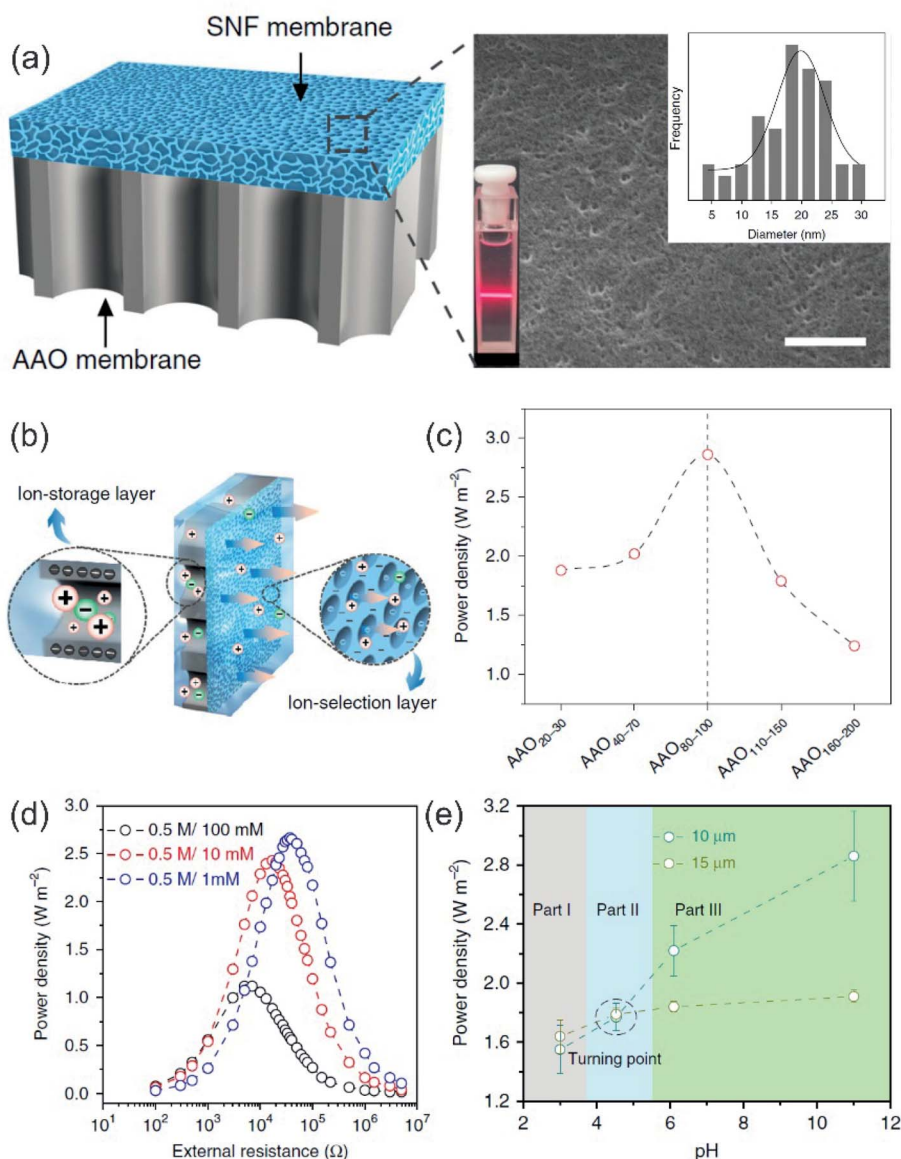 (a)
SNF membrane
AAO membrane
Frequency
5 10 15 20 25 30
Diameter (nm)
(b)
Ion-storage layer
Ion-selection layer
(c)
Power density (W m⁻²)
3.0
2.5
2.0
1.5
1.0
AAO₂₀₋₃₀
AAO₄₀₋₇₀
AAO₈₀₋₁₀₀
AAO₁₁₀₋₁₅₀
AAO₁₆₀₋₂₀₀
(d)
Power density (W m⁻²)
3.0
2.5
2.0
1.5
1.0
0.5
0.0
0.5 M/ 100 mM
0.5 M/ 10 mM
0.5 M/ 1mM
10¹ 10² 10³ 10⁴ 10⁵ 10⁶ 10⁷
External resistance (Ω)
(e)
Power density (W m⁻²)
3.2
2.8
2.4
2.0
1.6
1.2
10 μm
15 μm
Part I Part II Part III
Turning point
2 4 6 8 10 12
pH